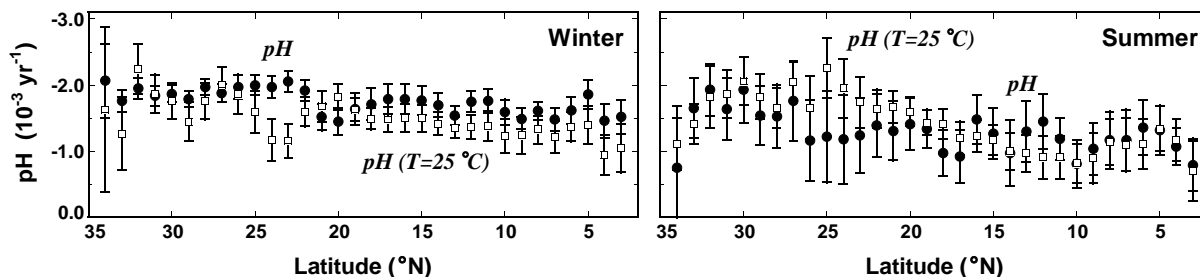 -3.0
-2.0
-1.0
0.0
pH (10⁻³ yr⁻¹)
pH
Winter
pH (T=25 °C)
35 30 25 20 15 10 5
Latitude (°N)
pH (T=25 °C)
Summer
pH
35 30 25 20 15 10 5
Latitude (°N)